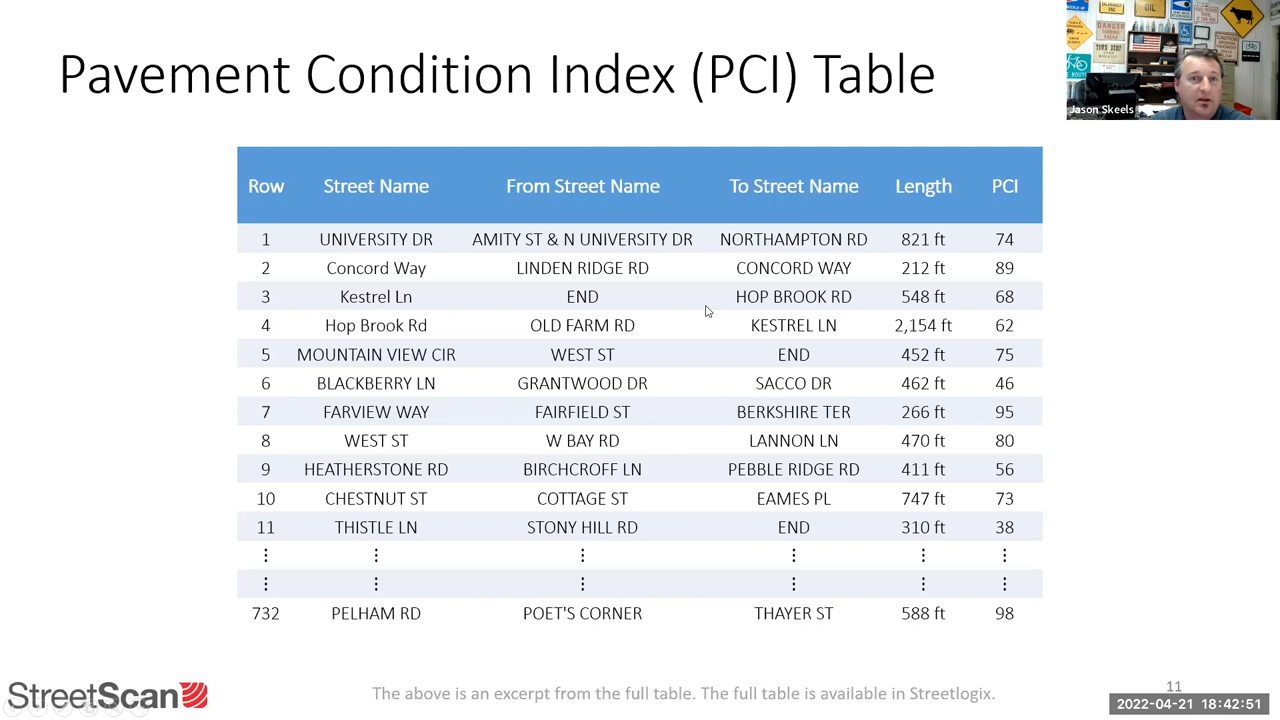 Pavement Condition Index (PCI) Table
Jason Skeels
Row Street Name From Street Name To Street Name Length PCI
1 UNIVERSITY DR AMITY ST & N UNIVERSITY DR NORTHAMPTON RD 821 ft 74
2 Concord Way LINDEN RIDGE RD CONCORD WAY 212 ft 89
3 Kestrel Ln END HOP BROOK RD 548 ft 68
4 Hop Brook Rd OLD FARM RD KESTREL LN 2,154 ft 62
5 MOUNTAIN VIEW CIR WEST ST END 452 ft 75
6 BLACKBERRY LN GRANTWOOD DR SACCO DR 462 ft 46
7 FARVIEW WAY FAIRFIELD ST BERKSHIRE TER 266 ft 95
8 WEST ST W BAY RD LANNON LN 470 ft 80
9 HEATHERSTONE RD BIRCHCROFF LN PEBBLE RIDGE RD 411 ft 56
10 CHESTNUT ST COTTAGE ST EAMES PL 747 ft 73
11 THISTLE LN STONY HILL RD END 310 ft 38
⋮ ⋮ ⋮ ⋮ ⋮ ⋮
⋮ ⋮ ⋮ ⋮ ⋮ ⋮
732 PELHAM RD POET'S CORNER THAYER ST 588 ft 98
StreetScan
The above is an excerpt from the full table. The full table is available in Streetlogix.
11
2022-04-21 18:42:51